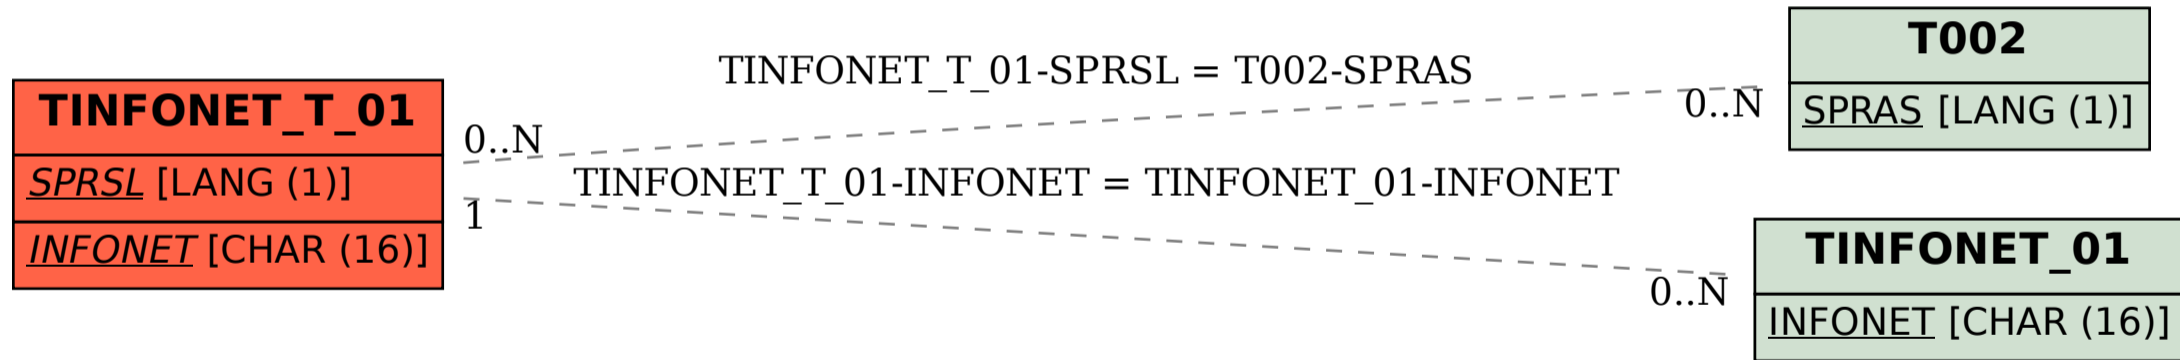 TINFONET_T_01
SPRSL [LANG (1)]
INFONET [CHAR (16)]
TINFONET_T_01-SPRSL = T002-SPRAS
0..N
0..N
TINFONET_T_01-INFONET = TINFONET_01-INFONET
1
0..N
T002
SPRAS [LANG (1)]
TINFONET_01
INFONET [CHAR (16)]